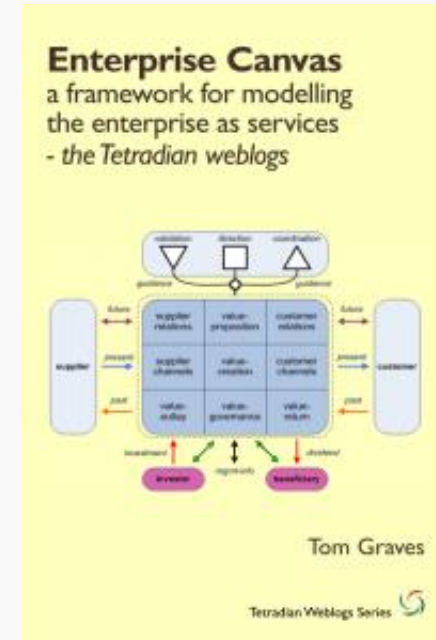 Enterprise Canvas
a framework for modelling
the enterprise as services
- the Tetradian weblogs
validation direction coordination
guidance guidance
future future
supplier relations value-proposition customer relations
supplier present supplier channels value-creation customer channels present customer
past value-outlay value-governance value-return past
investment dividend
investor beneficiary
Tom Graves
Tetradian Weblogs Series